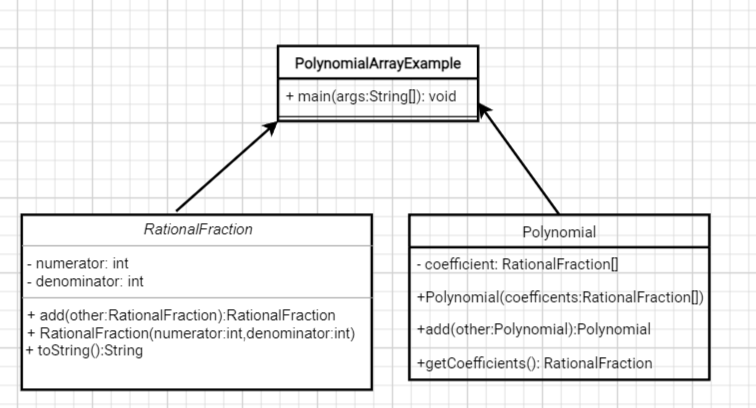 PolynomialArrayExample
+ main(args:String[]): void
RationalFraction
- numerator: int
- denominator: int
+ add(other:RationalFraction):RationalFraction
+ RationalFraction(numerator:int,denominator:int)
+ toString():String
Polynomial
- coefficient: RationalFraction[]
+Polynomial(coefficents:RationalFraction[])
+add(other:Polynomial):Polynomial
+getCoefficients(): RationalFraction